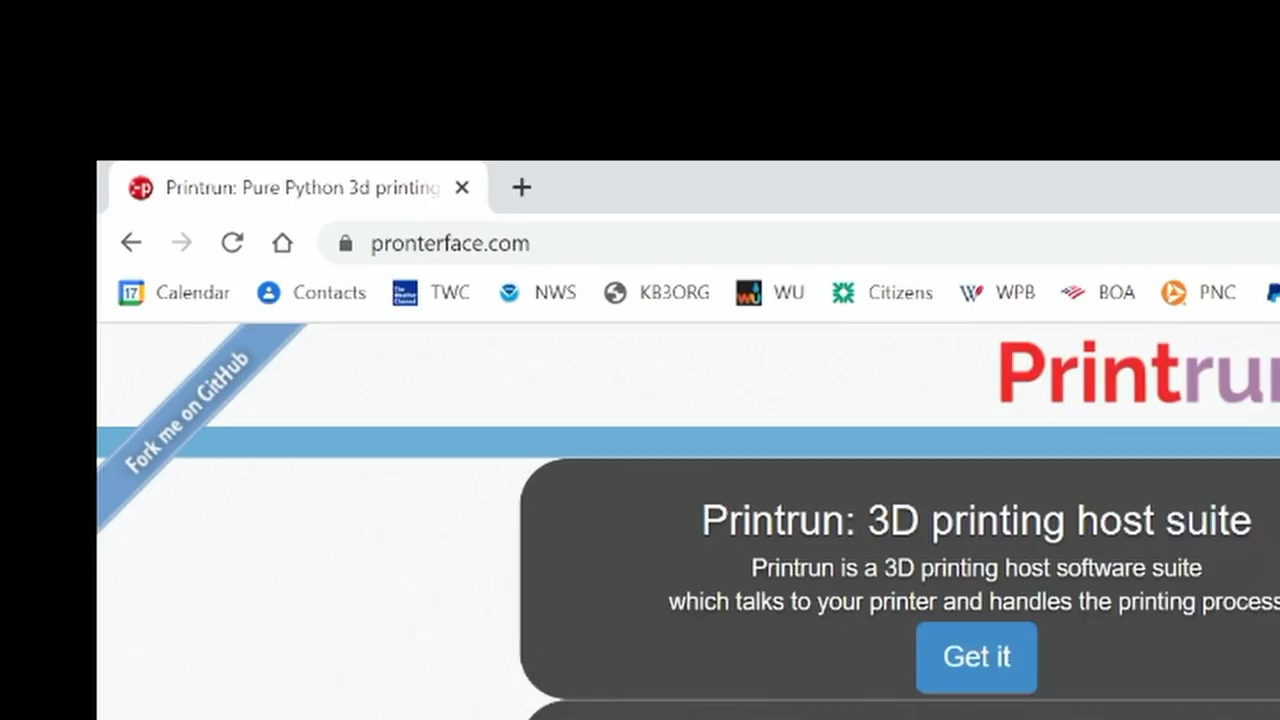 Printrun: Pure Python 3d printing
pronterface.com
17 Calendar Contacts TWC NWS KB3ORG WU Citizens WPB BOA PNC
Fork me on GitHub
Printrun
Printrun: 3D printing host suite
Printrun is a 3D printing host software suite
which talks to your printer and handles the printing process
Get it